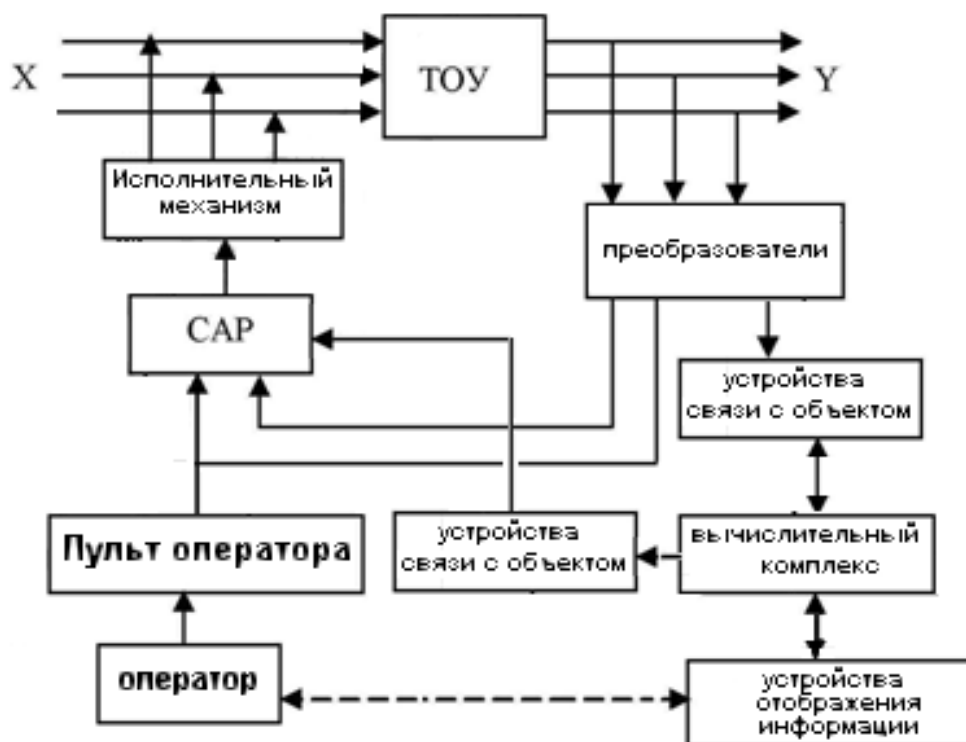 X
ТОУ
Y
Исполнительный
механизм
преобразователи
САР
устройства
связи с объектом
Пульт оператора
устройства
связи с объектом
вычислительный
комплекс
оператор
устройства
отображения
информации